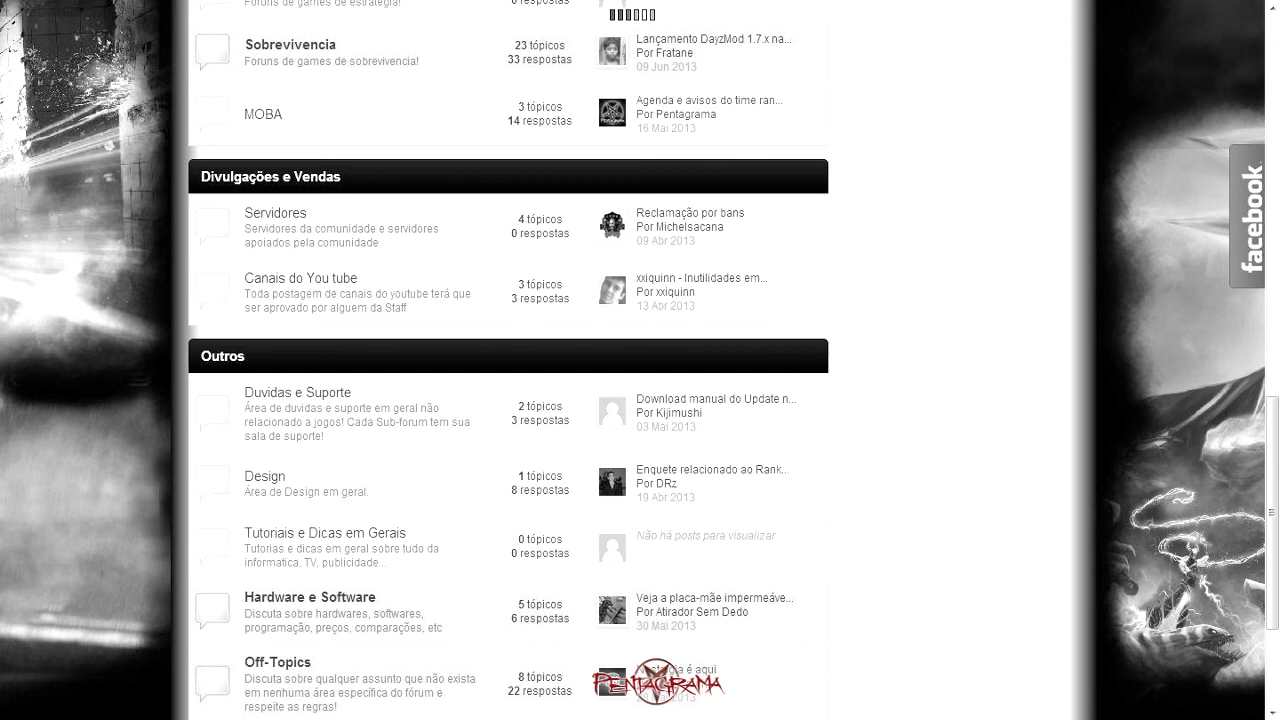 Foruns de games de estratégia!
0 respostas
Sobrevivencia
Foruns de games de sobrevivencia!
23 tópicos
33 respostas
Lançamento DayzMod 1.7.x na...
Por Fratane
09 Jun 2013
MOBA
3 tópicos
14 respostas
Agenda e avisos do time ran...
Por Pentagrama
16 Mai 2013
Divulgações e Vendas
Servidores
Servidores da comunidade e servidores
apoiados pela comunidade
4 tópicos
0 respostas
Reclamação por bans
Por Michelsacana
09 Abr 2013
Canais do You tube
Toda postagem de canais do youtube terá que
ser aprovado por alguem da Staff
3 tópicos
3 respostas
xxiquinn - Inutilidades em...
Por xxiquinn
13 Abr 2013
Outros
Duvidas e Suporte
Área de duvidas e suporte em geral não
relacionado a jogos! Cada Sub-forum tem sua
sala de suporte!
2 tópicos
3 respostas
Download manual do Update n...
Por Kijimushi
03 Mai 2013
Design
Área de Design em geral.
1 tópicos
8 respostas
Enquete relacionado ao Rank...
Por DRz
19 Abr 2013
Tutoriais e Dicas em Gerais
Tutorias e dicas em geral sobre tudo da
informatica, TV, publicidade...
0 tópicos
0 respostas
Não há posts para visualizar
Hardware e Software
Discuta sobre hardwares, softwares,
programação, preços, comparações, etc
5 tópicos
6 respostas
Veja a placa-mãe impermeáve...
Por Atirador Sem Dedo
30 Mai 2013
Off-Topics
Discuta sobre qualquer assunto que não exista
em nenhuma área específica do fórum e
respeite as regras!
8 tópicos
22 respostas
é aqui
PENTAGRAMA
2013
facebook